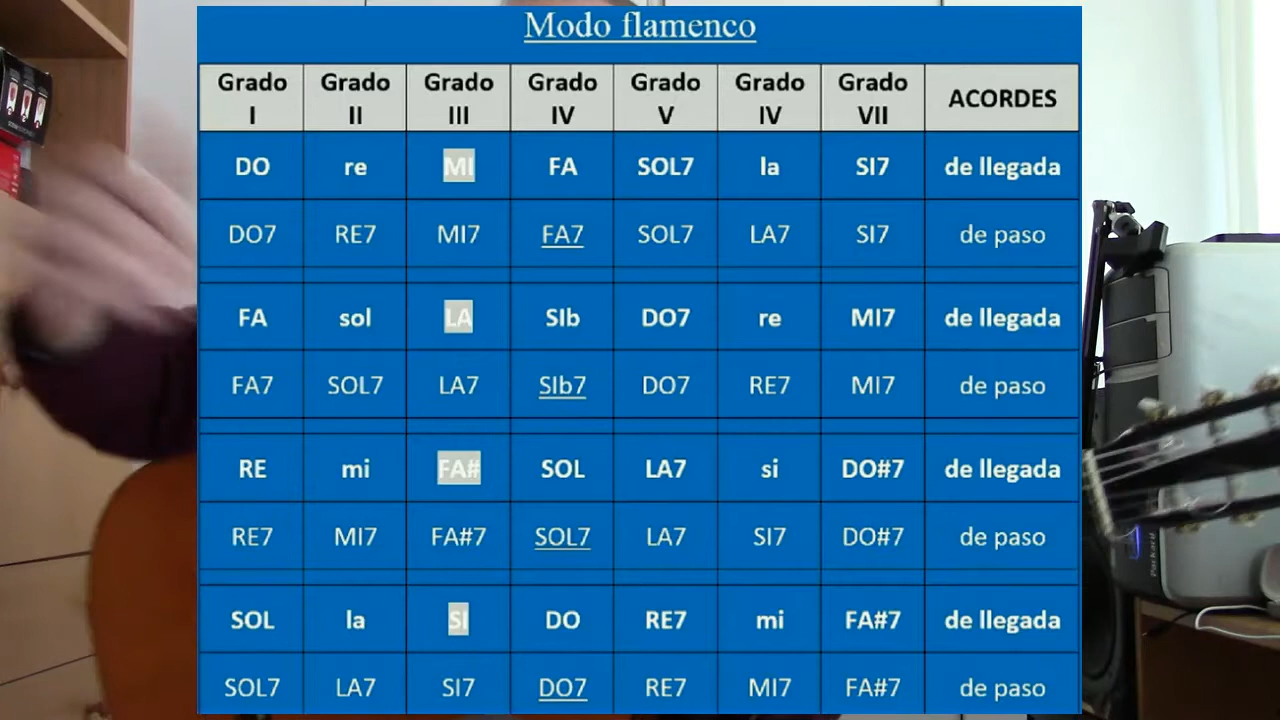 Modo flamenco
Grado I Grado II Grado III Grado IV Grado V Grado IV Grado VII ACORDES
DO re MI FA SOL7 la SI7 de llegada
DO7 RE7 MI7 FA7 SOL7 LA7 SI7 de paso
FA sol LA SIb DO7 re MI7 de llegada
FA7 SOL7 LA7 SIb7 DO7 RE7 MI7 de paso
RE mi FA# SOL LA7 si DO#7 de llegada
RE7 MI7 FA#7 SOL7 LA7 SI7 DO#7 de paso
SOL la SI DO RE7 mi FA#7 de llegada
SOL7 LA7 SI7 DO7 RE7 MI7 FA#7 de paso
Packard